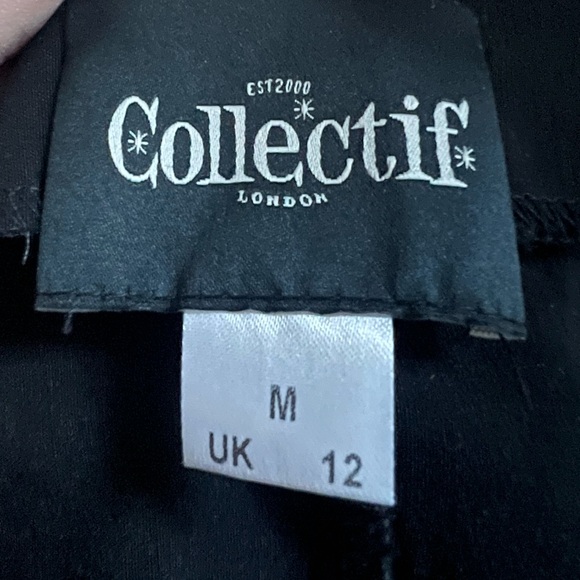 EST2000
Collectif
LONDON
M
UK 12